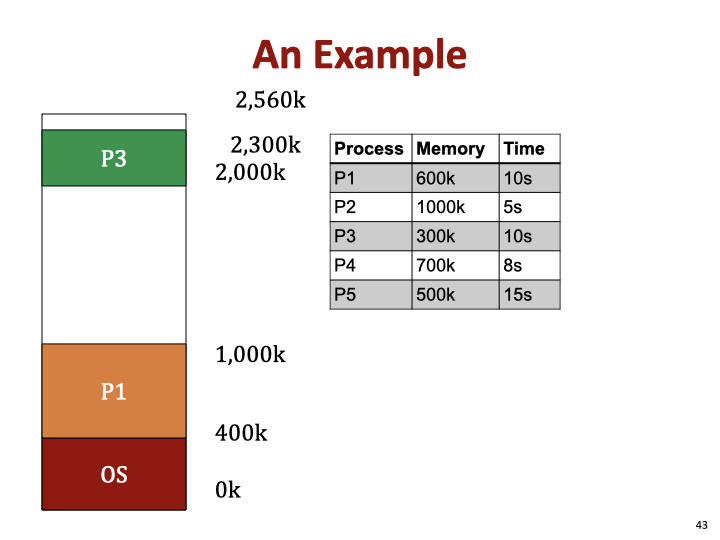 An Example
2,560k
2,300k
P3
2,000k
Process Memory Time
P1 600k 10s
P2 1000k 5s
P3 300k 10s
P4 700k 8s
P5 500k 15s
1,000k
P1
400k
OS
0k
43